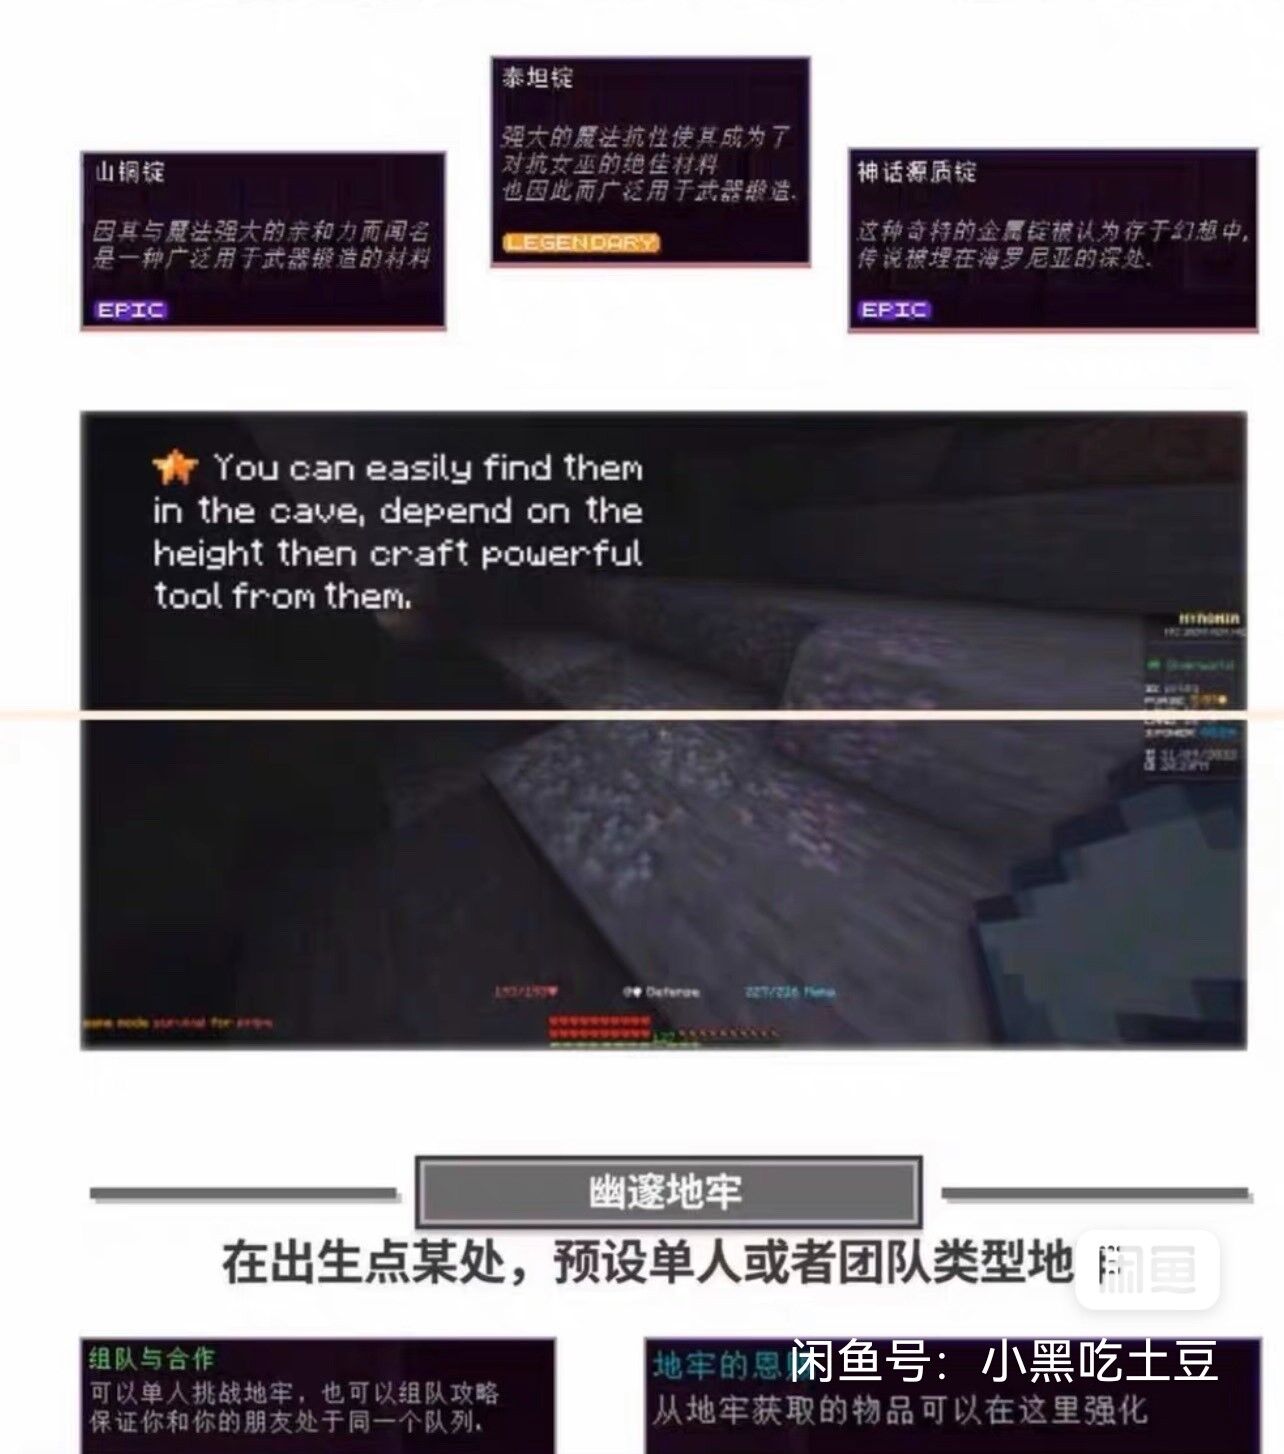 泰坦锭
强大的魔法抗性使其成为了
对抗女巫的绝佳材料
也因此而广泛用于武器锻造.
LEGENDARY
山铜锭
因其与魔法强大的亲和力而闻名
是一种广泛用于武器锻造的材料
EPIC
神话源质锭
这种奇特的金属锭被认为存于幻想中,
传说被埋在海罗尼亚的深处.
EPIC
You can easily find them
in the cave, depend on the
height then craft powerful
tool from them.
Overworld
Defense
幽邃地牢
在出生点某处，预设单人或者团队类型地
闲鱼
闲鱼号：小黑吃土豆
组队与合作
可以单人挑战地牢，也可以组队攻略
保证你和你的朋友处于同一个队列.
地牢的恩
从地牢获取的物品可以在这里强化